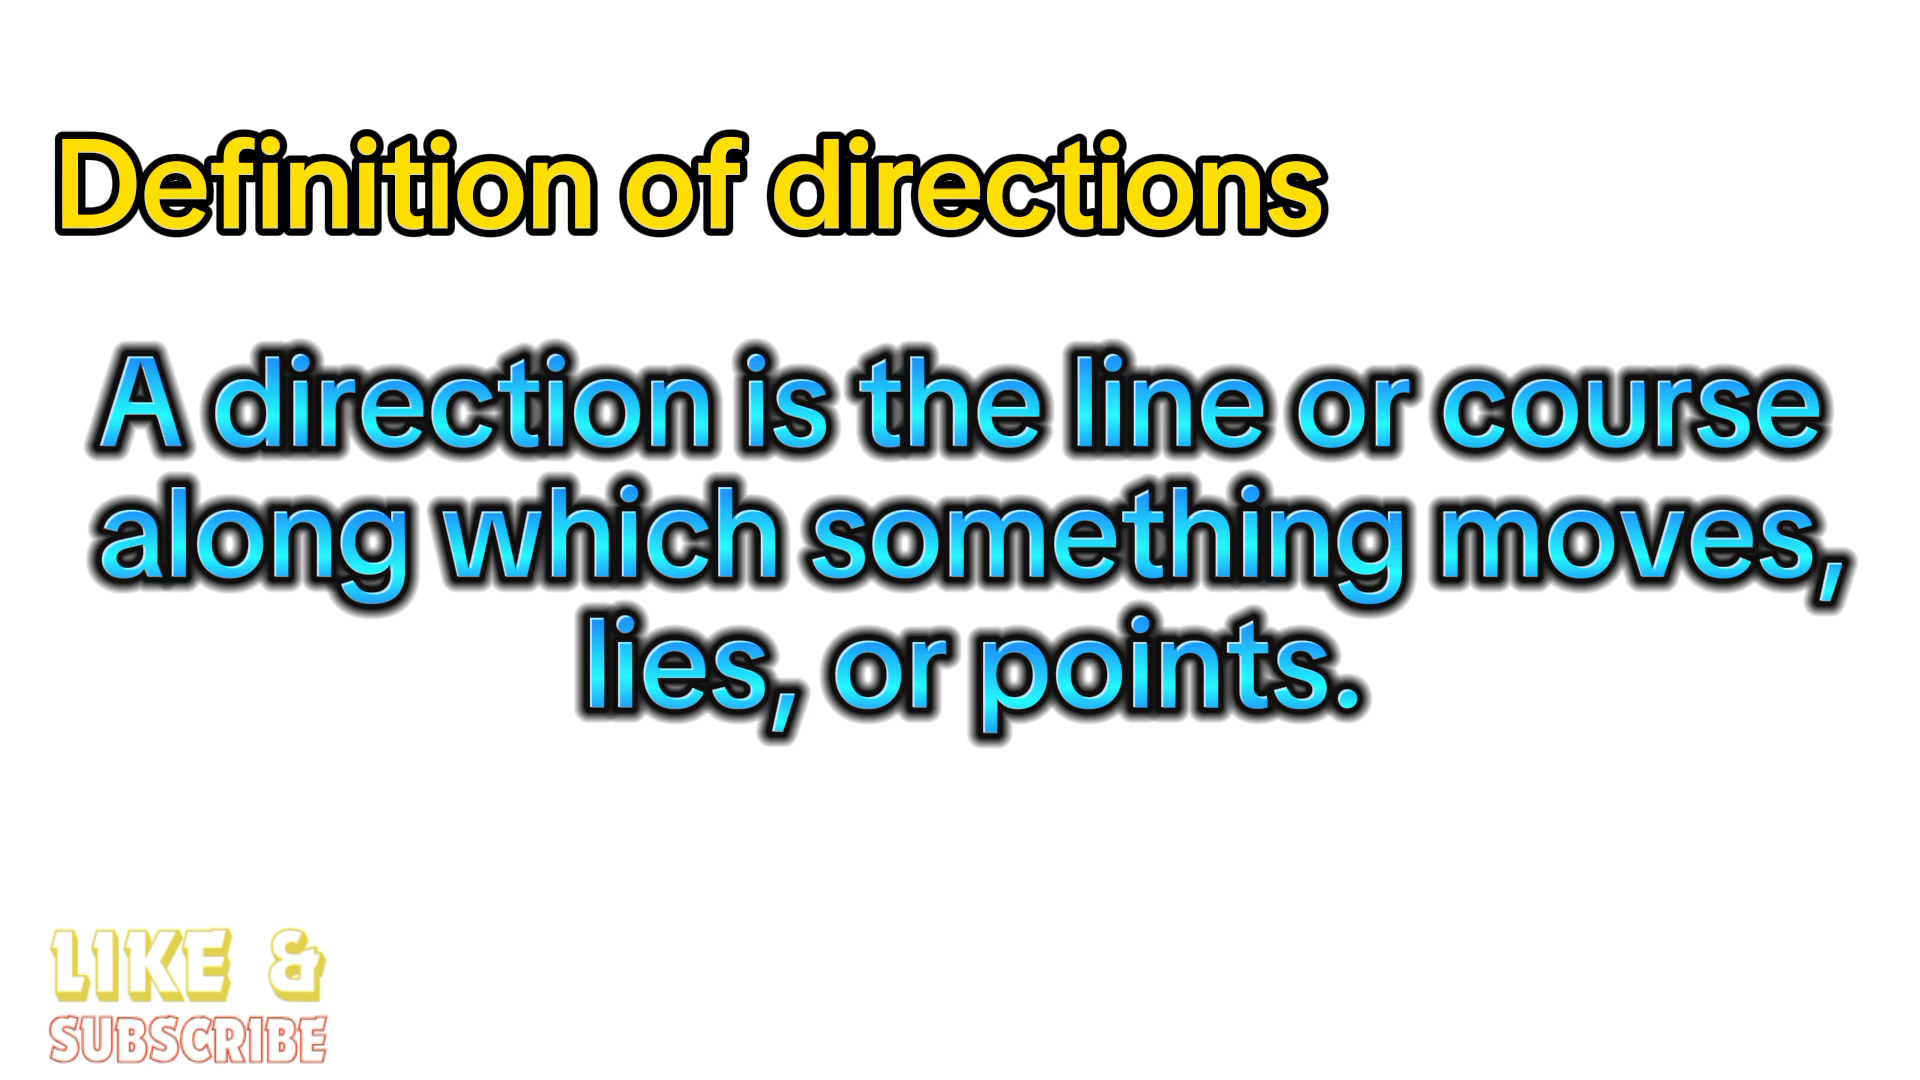 Definition of directions
A direction is the line or course
along which something moves,
lies, or points.
LIKE &
SUBSCRIBE